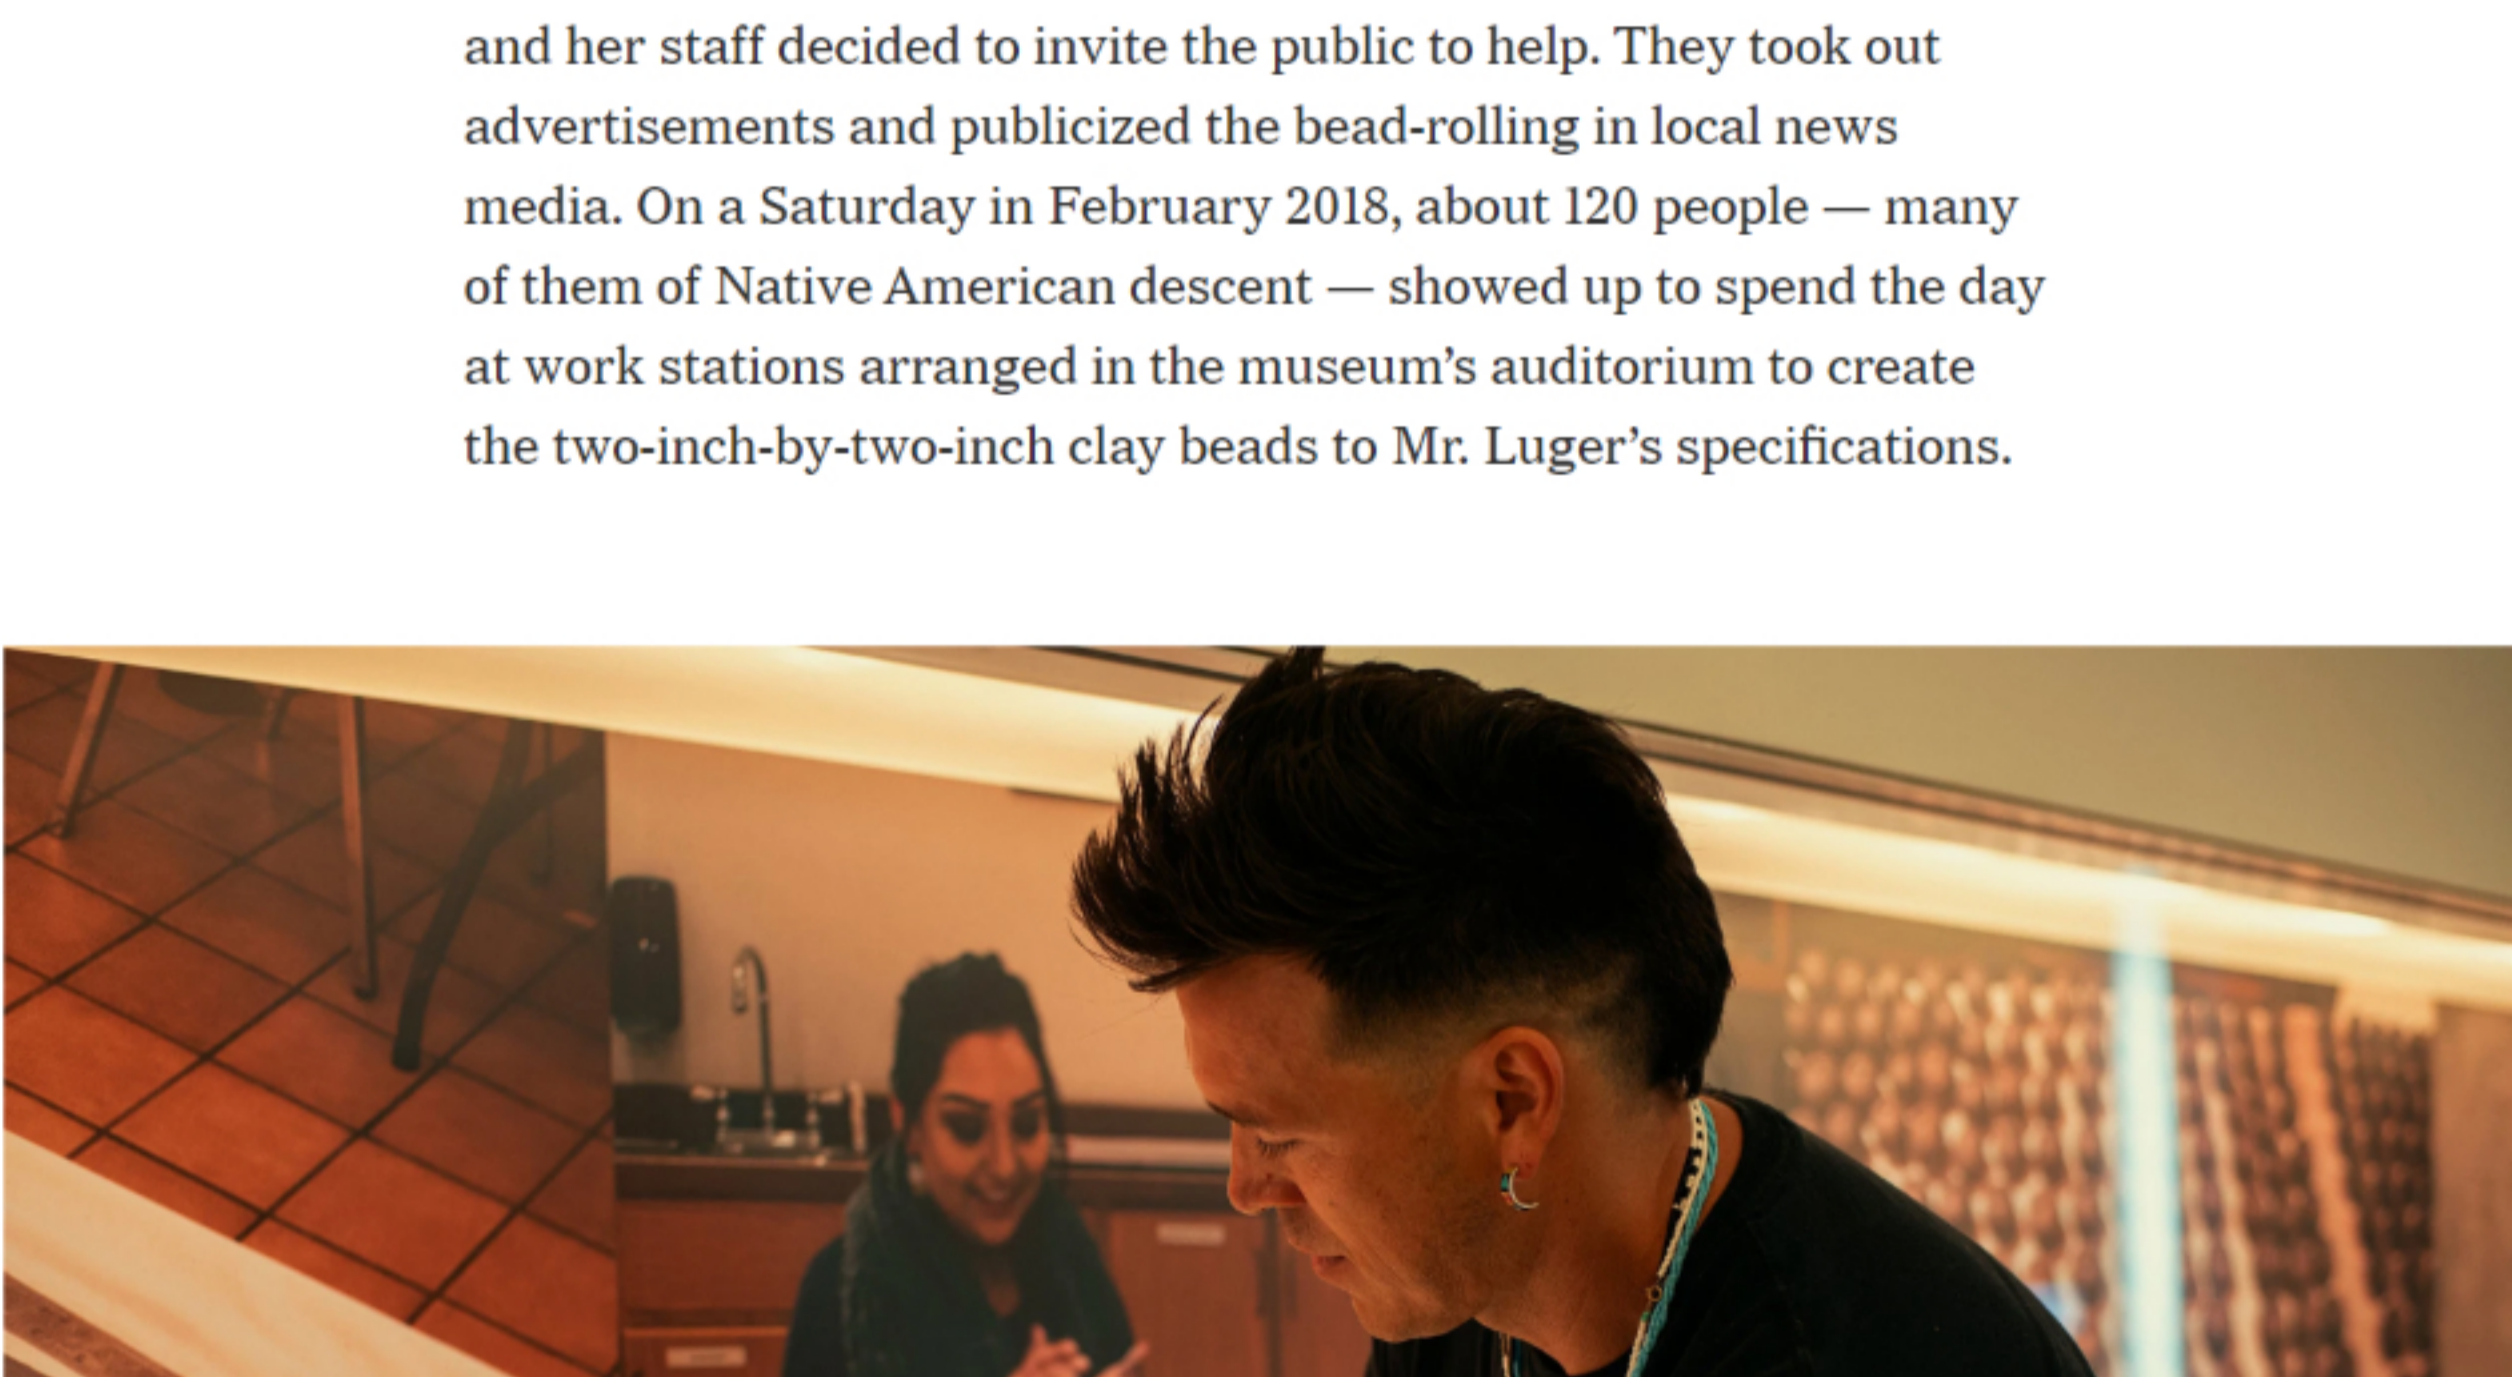 and her staff decided to invite the public to help. They took out
advertisements and publicized the bead-rolling in local news
media. On a Saturday in February 2018, about 120 people — many
of them of Native American descent — showed up to spend the day
at work stations arranged in the museum’s auditorium to create
the two-inch-by-two-inch clay beads to Mr. Luger’s specifications.